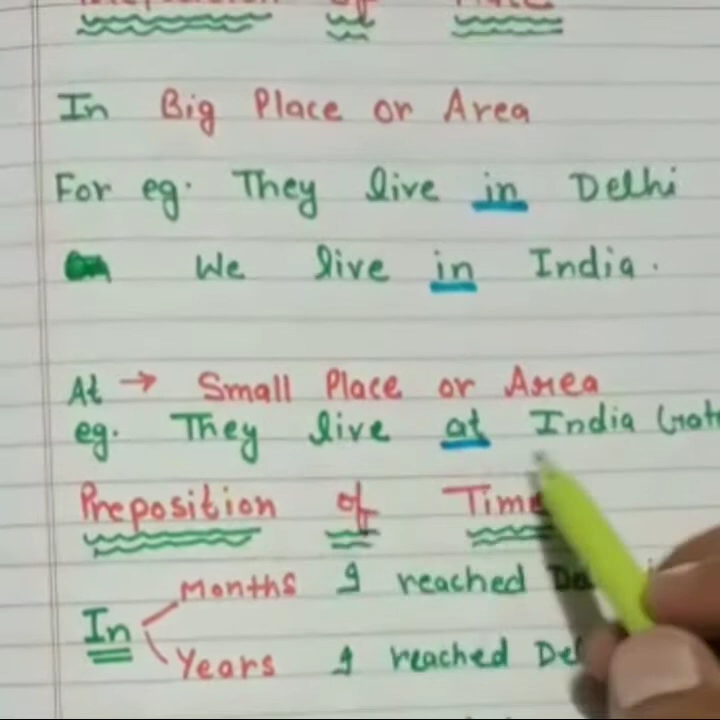 of
In Big Place or Area
For eg. They live in Delhi
We live in India.
At → Small Place or Area
eg. They live at India
Preposition of Time
In
Months I reached
Years I reached